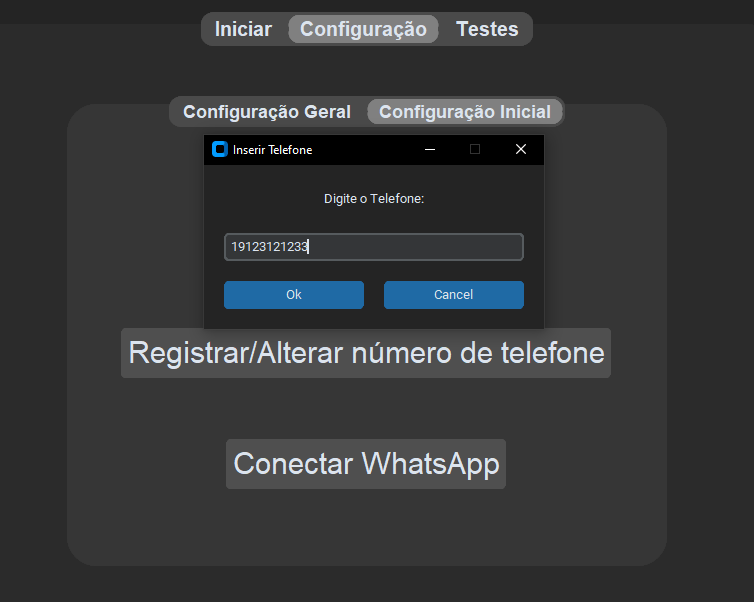 Iniciar Configuração Testes
Configuração Geral Configuração Inicial
Inserir Telefone
Digite o Telefone:
19123121233
Ok Cancel
Registrar/Alterar número de telefone
Conectar WhatsApp